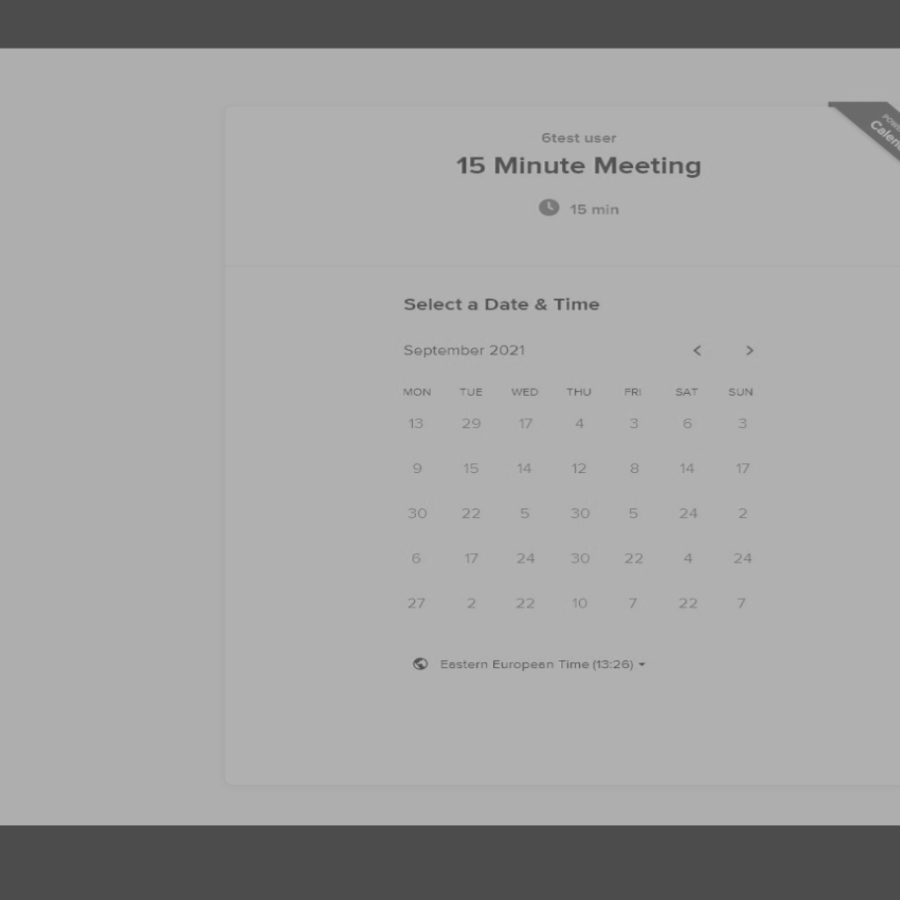 6test user
15 Minute Meeting
15 min
Select a Date & Time
September 2021
MON TUE WED THU FRI SAT SUN
13 29 17 4 3 6 3
9 15 14 12 8 14 17
30 22 5 30 5 24 2
6 17 24 30 22 4 24
27 2 22 10 7 22 7
Eastern European Time (13:26)